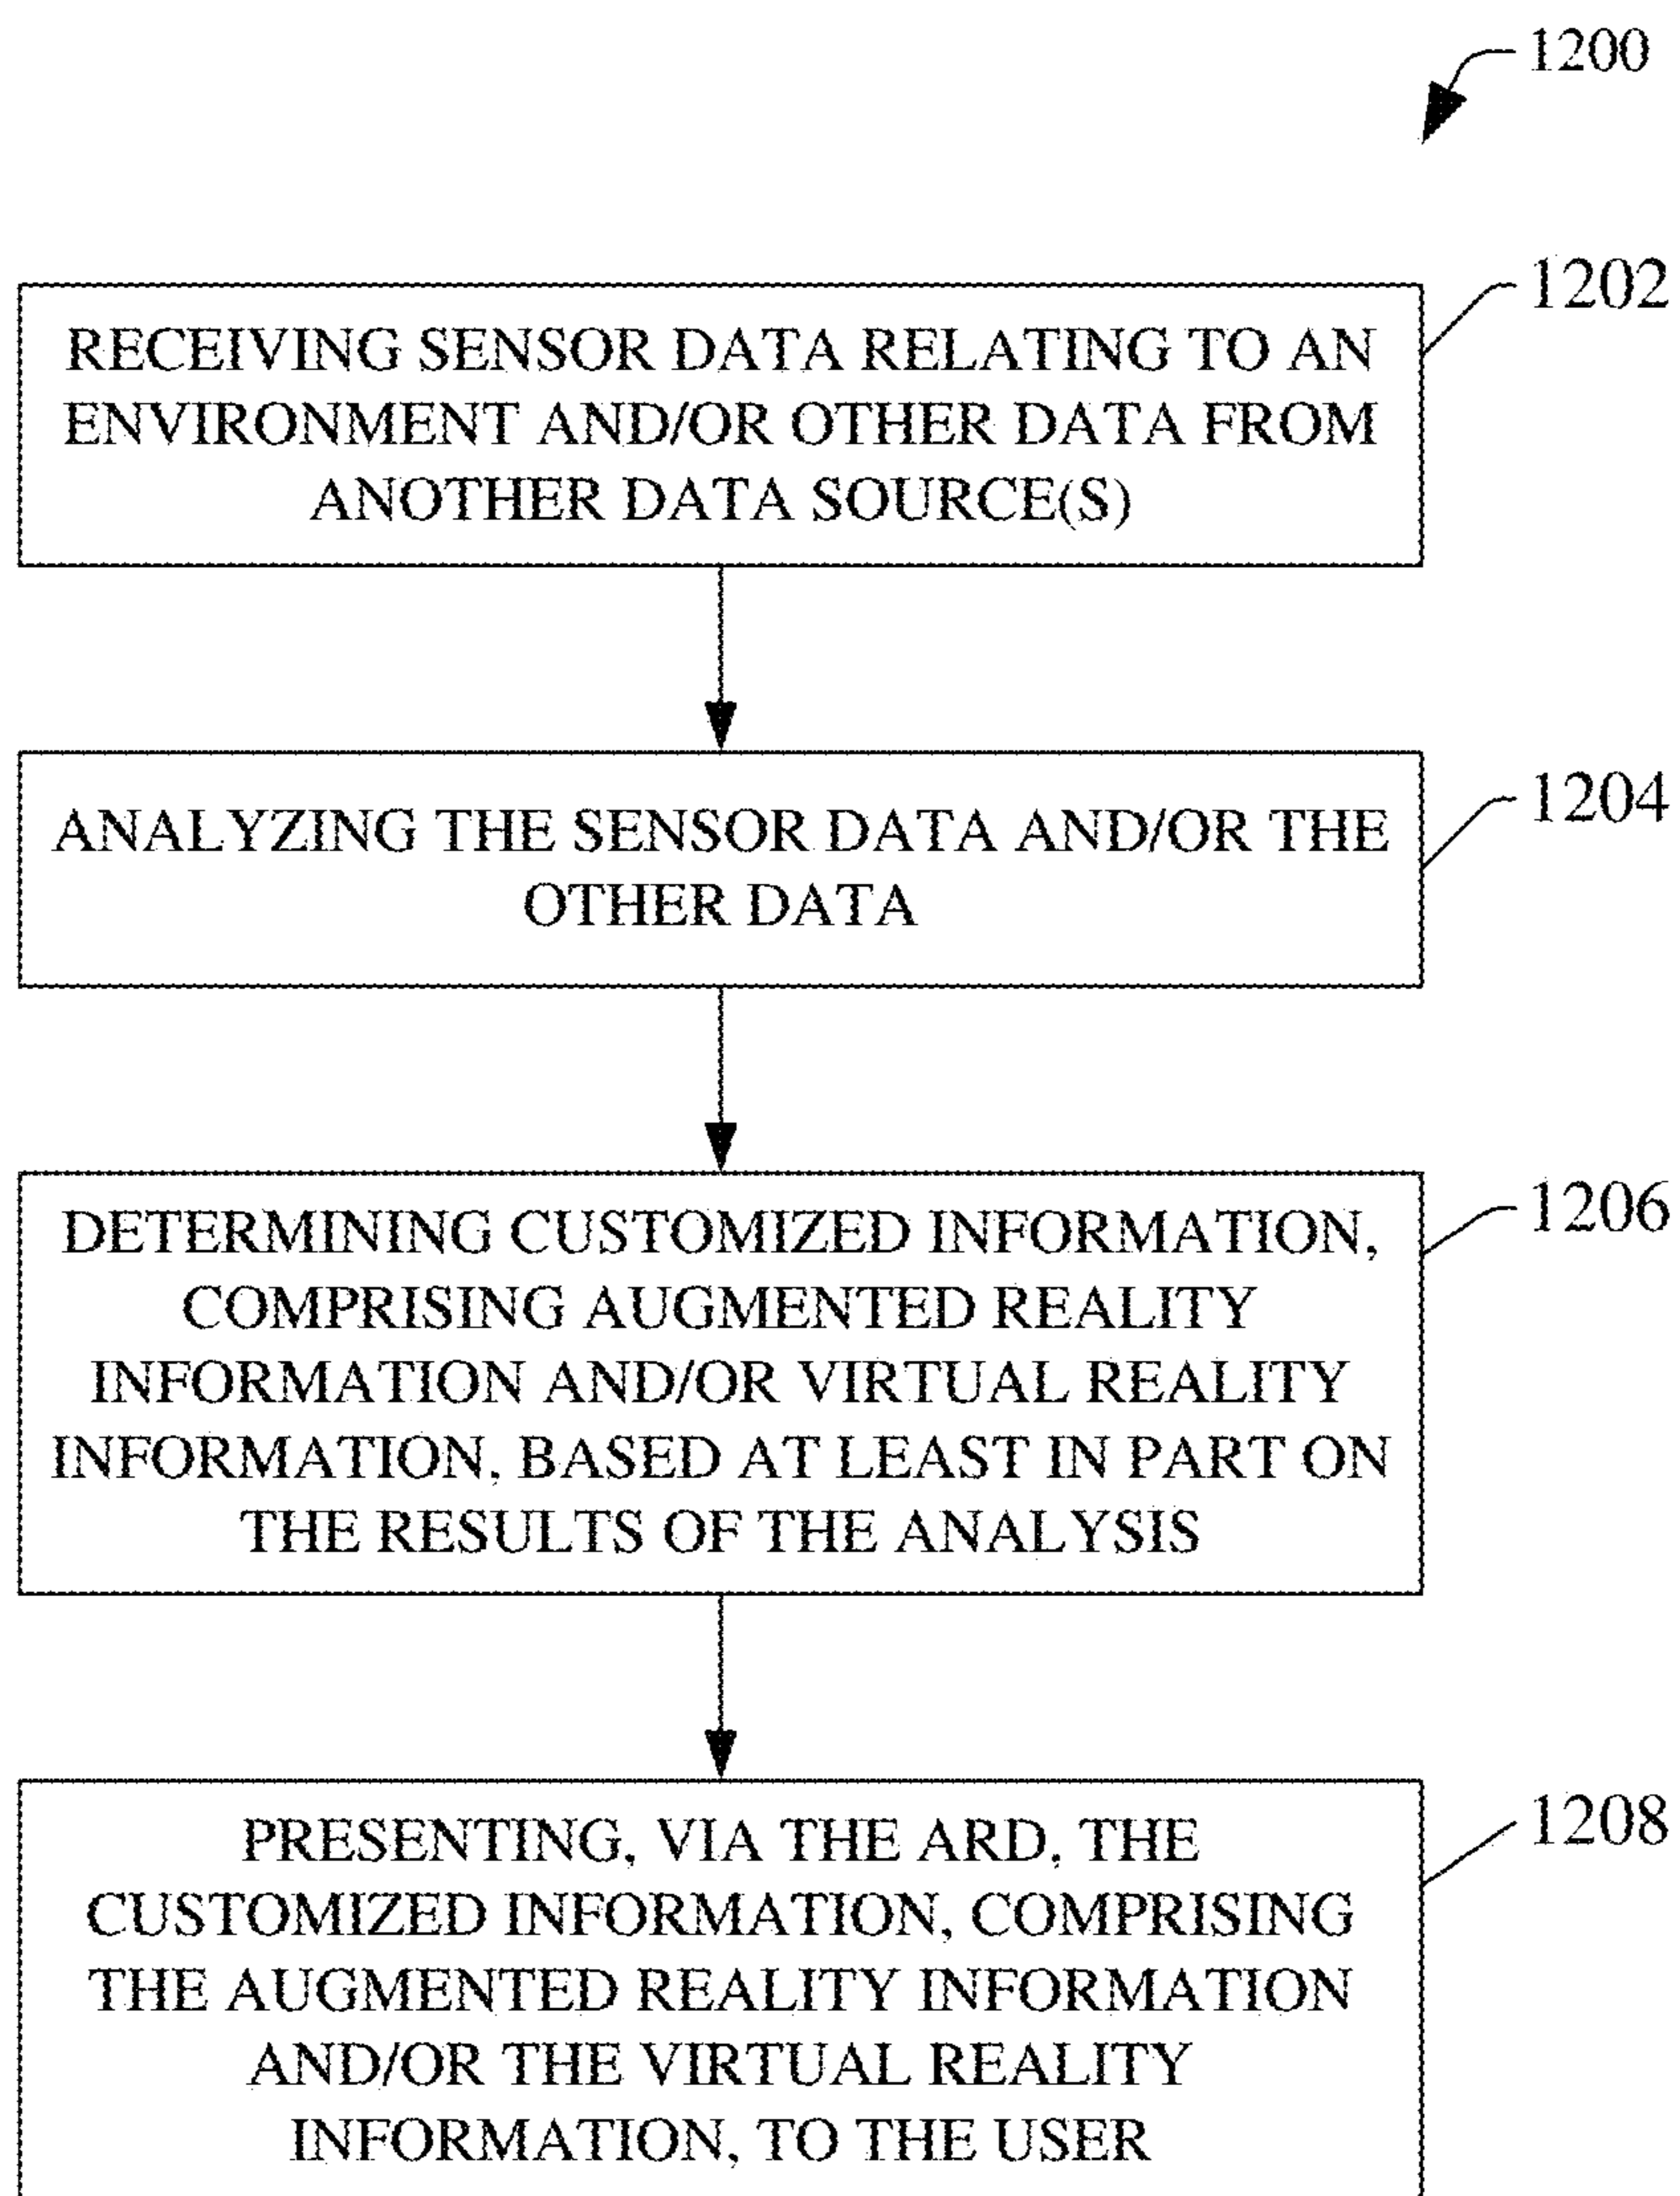 1200
1202
RECEIVING SENSOR DATA RELATING TO AN
ENVIRONMENT AND/OR OTHER DATA FROM
ANOTHER DATA SOURCE(S)
1204
ANALYZING THE SENSOR DATA AND/OR THE
OTHER DATA
1206
DETERMINING CUSTOMIZED INFORMATION,
COMPRISING AUGMENTED REALITY
INFORMATION AND/OR VIRTUAL REALITY
INFORMATION, BASED AT LEAST IN PART ON
THE RESULTS OF THE ANALYSIS
1208
PRESENTING, VIA THE ARD, THE
CUSTOMIZED INFORMATION, COMPRISING
THE AUGMENTED REALITY INFORMATION
AND/OR THE VIRTUAL REALITY
INFORMATION, TO THE USER